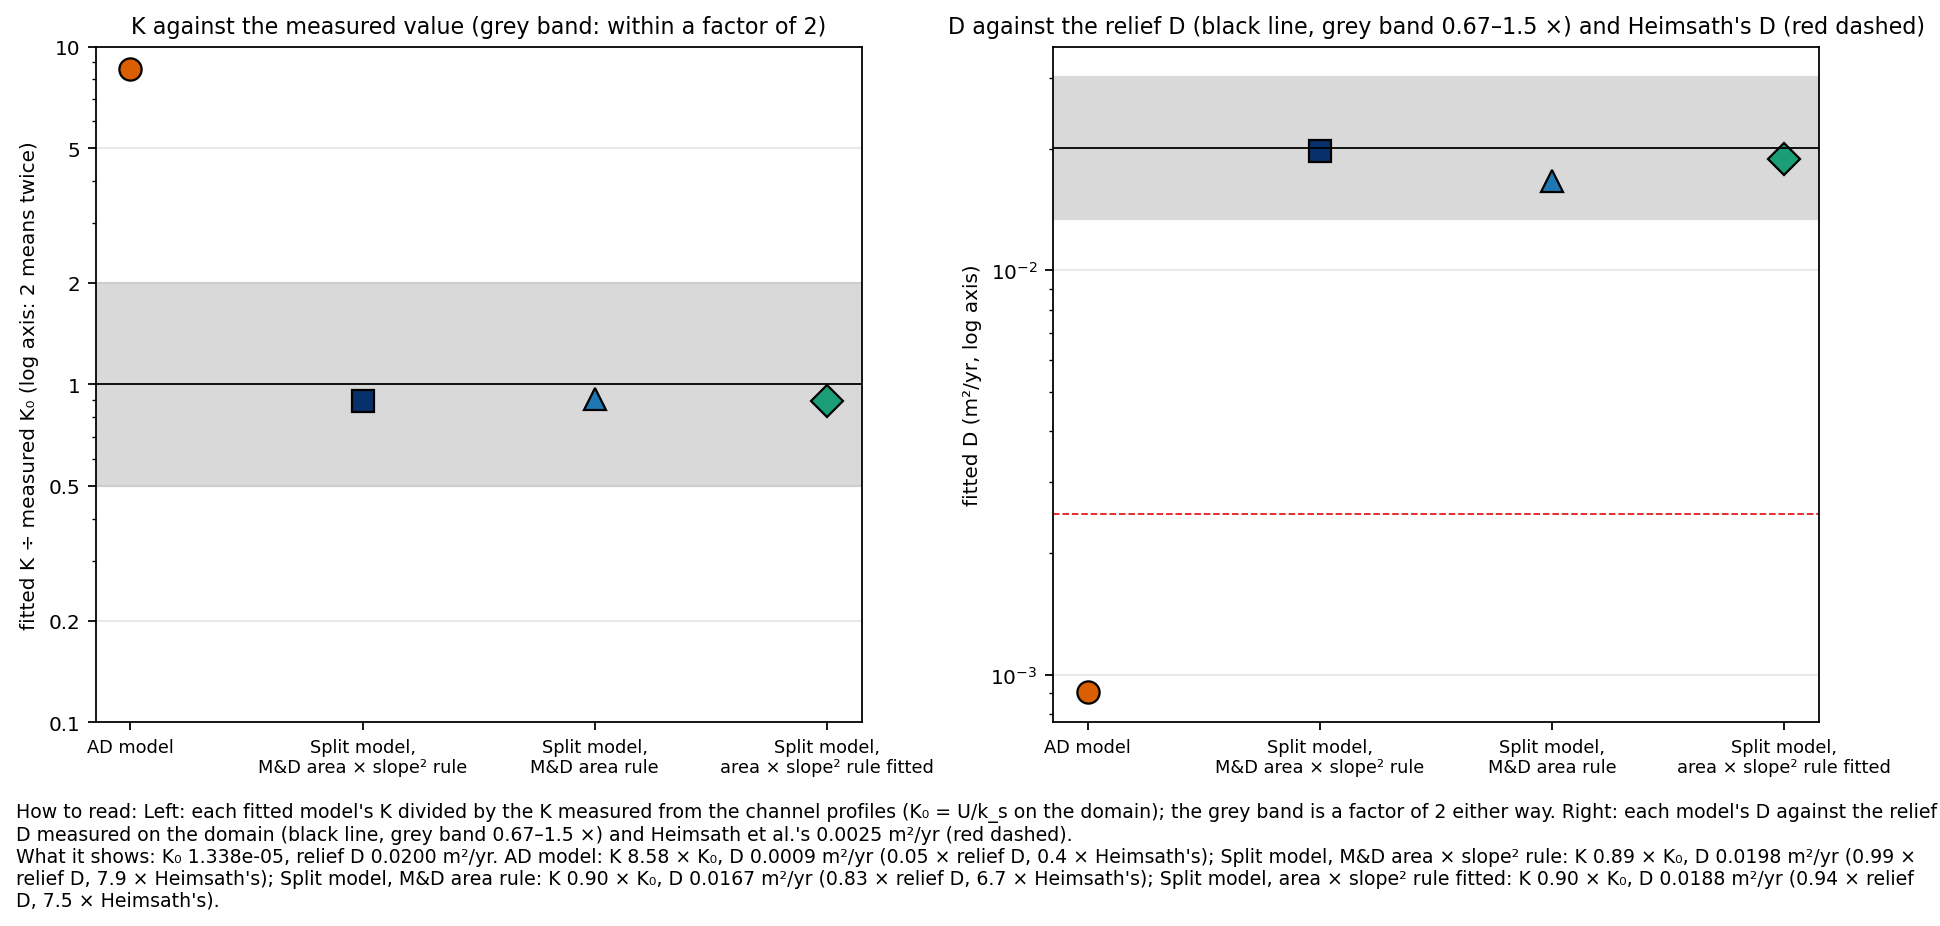 K against the measured value (grey band: within a factor of 2)
fitted K ÷ measured K₀ (log axis: 2 means twice)
10
5
2
1
0.5
0.2
0.1
AD model
Split model,
M&D area × slope² rule
Split model,
M&D area rule
Split model,
area × slope² rule fitted
D against the relief D (black line, grey band 0.67–1.5 ×) and Heimsath's D (red dashed)
fitted D (m²/yr, log axis)
10⁻²
10⁻³
AD model
Split model,
M&D area × slope² rule
Split model,
M&D area rule
Split model,
area × slope² rule fitted
How to read: Left: each fitted model's K divided by the K measured from the channel profiles (K₀ = U/k_s on the domain); the grey band is a factor of 2 either way. Right: each model's D against the relief
D measured on the domain (black line, grey band 0.67–1.5 ×) and Heimsath et al.'s 0.0025 m²/yr (red dashed).
What it shows: K₀ 1.338e-05, relief D 0.0200 m²/yr. AD model: K 8.58 × K₀, D 0.0009 m²/yr (0.05 × relief D, 0.4 × Heimsath's); Split model, M&D area × slope² rule: K 0.89 × K₀, D 0.0198 m²/yr (0.99 ×
relief D, 7.9 × Heimsath's); Split model, M&D area rule: K 0.90 × K₀, D 0.0167 m²/yr (0.83 × relief D, 6.7 × Heimsath's); Split model, area × slope² rule fitted: K 0.90 × K₀, D 0.0188 m²/yr (0.94 × relief
D, 7.5 × Heimsath's).